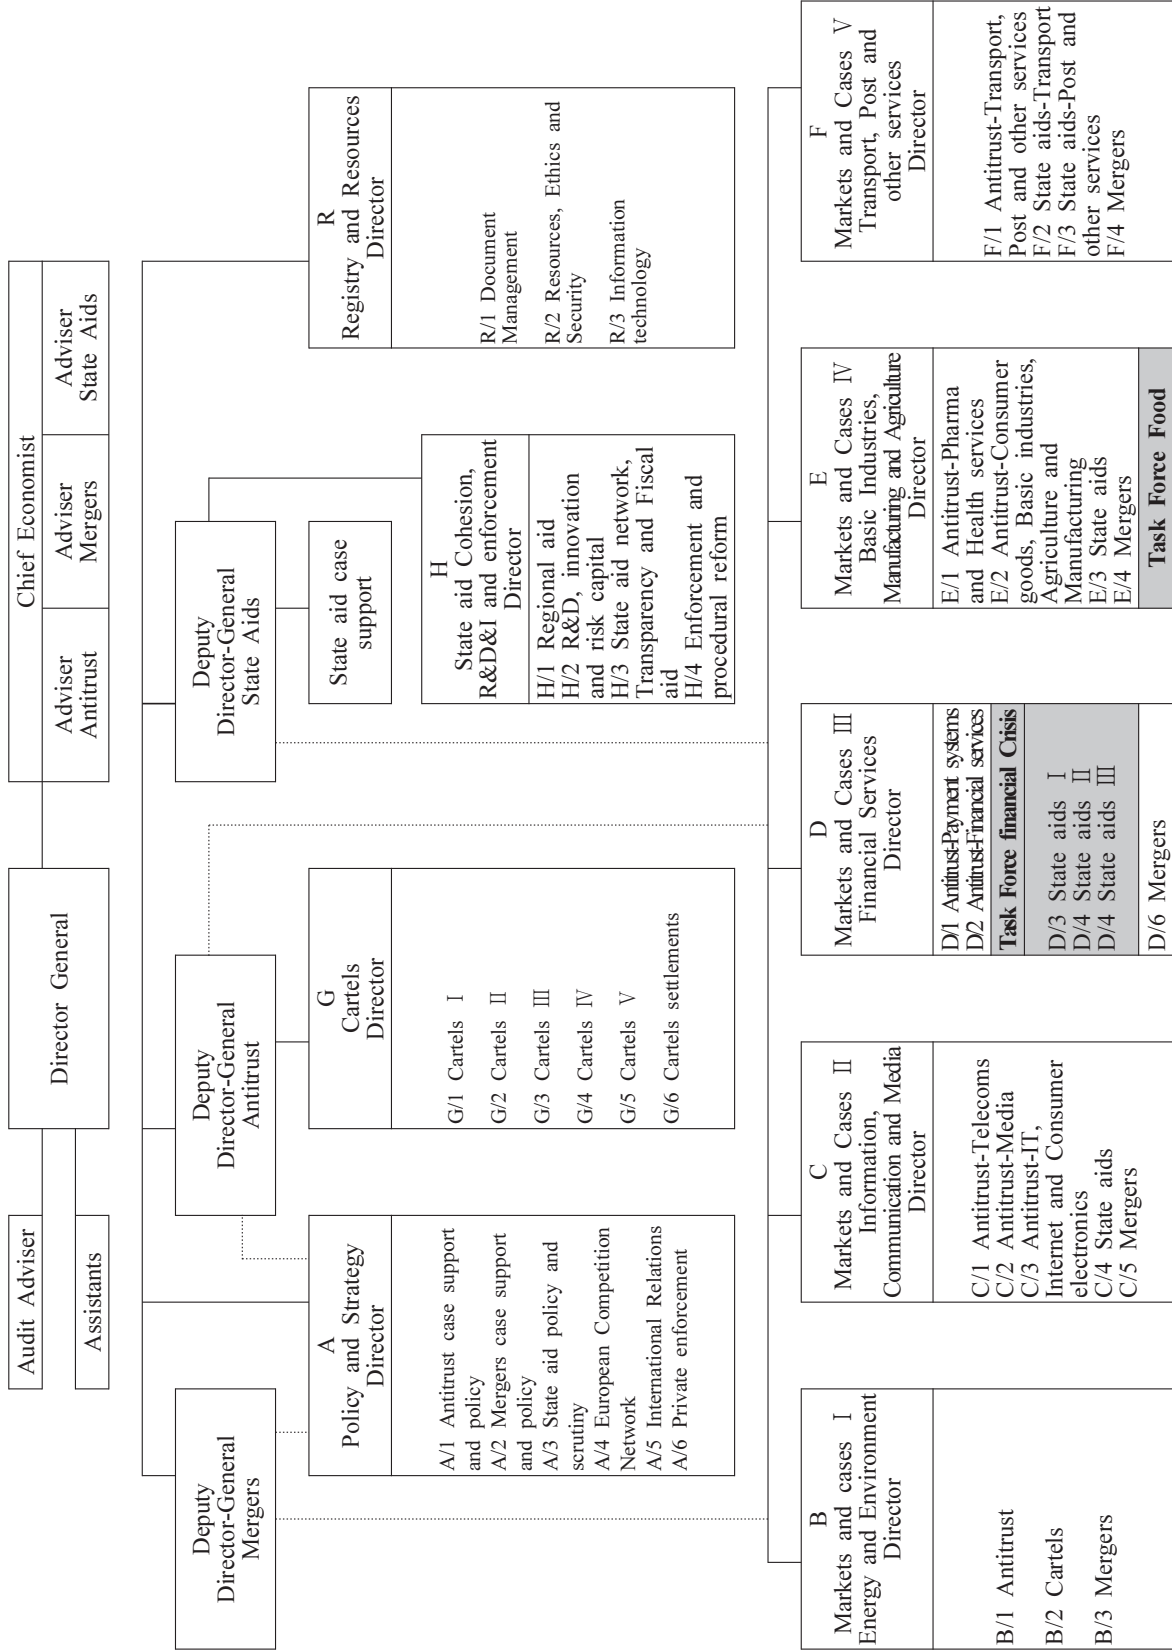 Audit Adviser
Assistants
Director General
Chief Economist
Adviser
Antitrust
Adviser
Mergers
Adviser
State Aids
Deputy
Director-General
Mergers
Deputy
Director-General
Antitrust
Deputy
Director-General
State Aids
A
Policy and Strategy
Director
A/1 Antitrust case support
and policy
A/2 Mergers case support
and policy
A/3 State aid policy and
scrutiny
A/4 European Competition
Network
A/5 International Relations
A/6 Private enforcement
G
Cartels
Director
G/1 Cartels Ⅰ
G/2 Cartels Ⅱ
G/3 Cartels Ⅲ
G/4 Cartels Ⅳ
G/5 Cartels Ⅴ
G/6 Cartels settlements
State aid case
support
H
State aid Cohesion,
R&D&I and enforcement
Director
H/1 Regional aid
H/2 R&D, innovation
and risk capital
H/3 State aid network,
Transparency and Fiscal
aid
H/4 Enforcement and
procedural reform
R
Registry and Resources
Director
R/1 Document
Management
R/2 Resources, Ethics and
Security
R/3 Information
technology
B
Markets and cases Ⅰ
Energy and Environment
Director
B/1 Antitrust
B/2 Cartels
B/3 Mergers
C
Markets and Cases Ⅱ
Information,
Communication and Media
Director
C/1 Antitrust-Telecoms
C/2 Antitrust-Media
C/3 Antitrust-IT,
Internet and Consumer
electronics
C/4 State aids
C/5 Mergers
D
Markets and Cases Ⅲ
Financial Services
Director
D/1 Antitrust-Payment systems
D/2 Antitrust-Financial services
Task Force financial Crisis
D/3 State aids Ⅰ
D/4 State aids Ⅱ
D/4 State aids Ⅲ
D/6 Mergers
E
Markets and Cases Ⅳ
Basic Industries,
Manufacturing and Agriculture
Director
E/1 Antitrust-Pharma
and Health services
E/2 Antitrust-Consumer
goods, Basic industries,
Agriculture and
Manufacturing
E/3 State aids
E/4 Mergers
Task Force Food
F
Markets and Cases Ⅴ
Transport, Post and
other services
Director
F/1 Antitrust-Transport,
Post and other services
F/2 State aids-Transport
F/3 State aids-Post and
other services
F/4 Mergers